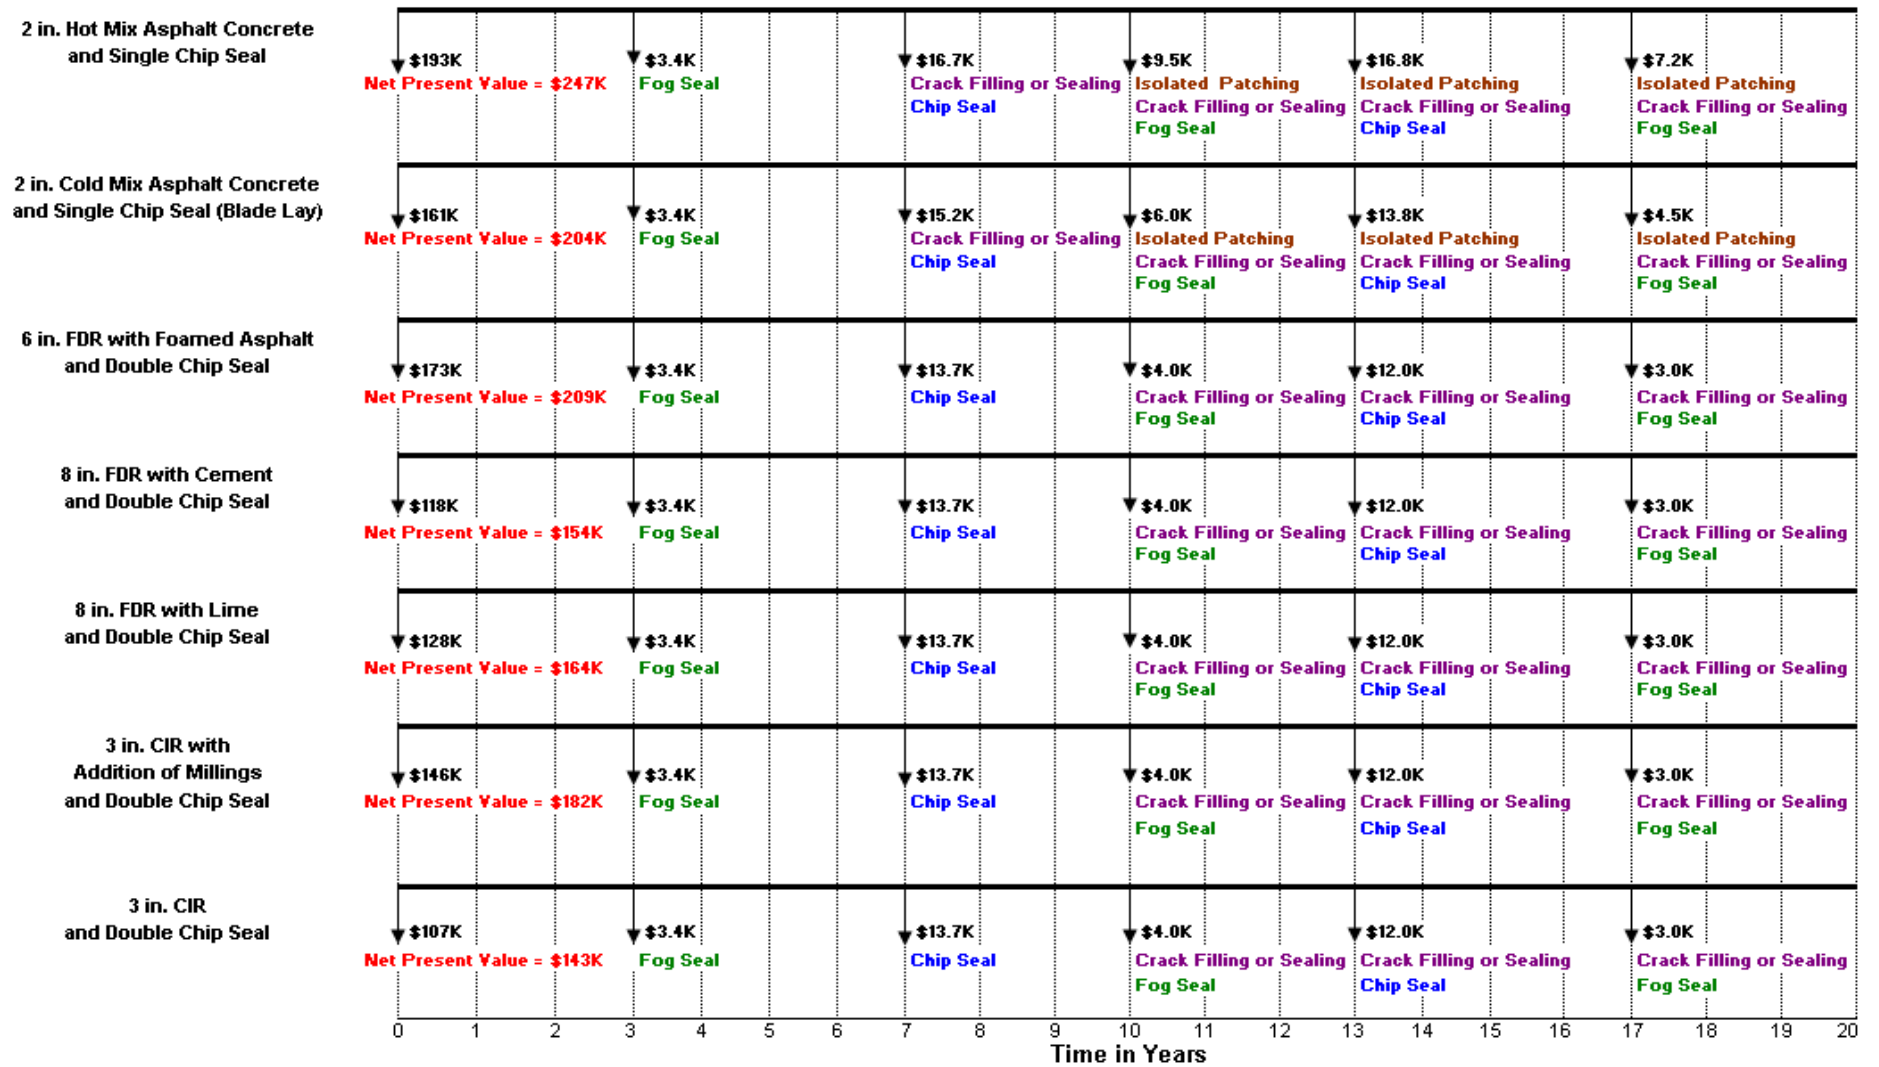 2 in. Hot Mix Asphalt Concrete
and Single Chip Seal
$193K
Net Present Value = $247K
$3.4K
Fog Seal
$16.7K
Crack Filling or Sealing
Chip Seal
$9.5K
Isolated Patching
Crack Filling or Sealing
Fog Seal
$16.8K
Isolated Patching
Crack Filling or Sealing
Chip Seal
$7.2K
Isolated Patching
Crack Filling or Sealing
Fog Seal
2 in. Cold Mix Asphalt Concrete
and Single Chip Seal (Blade Lay)
$161K
Net Present Value = $204K
$3.4K
Fog Seal
$15.2K
Crack Filling or Sealing
Chip Seal
$6.0K
Isolated Patching
Crack Filling or Sealing
Fog Seal
$13.8K
Isolated Patching
Crack Filling or Sealing
Chip Seal
$4.5K
Isolated Patching
Crack Filling or Sealing
Fog Seal
6 in. FDR with Foamed Asphalt
and Double Chip Seal
$173K
Net Present Value = $209K
$3.4K
Fog Seal
$13.7K
Chip Seal
$4.0K
Crack Filling or Sealing
Fog Seal
$12.0K
Crack Filling or Sealing
Chip Seal
$3.0K
Crack Filling or Sealing
Fog Seal
8 in. FDR with Cement
and Double Chip Seal
$118K
Net Present Value = $154K
$3.4K
Fog Seal
$13.7K
Chip Seal
$4.0K
Crack Filling or Sealing
Fog Seal
$12.0K
Crack Filling or Sealing
Chip Seal
$3.0K
Crack Filling or Sealing
Fog Seal
8 in. FDR with Lime
and Double Chip Seal
$128K
Net Present Value = $164K
$3.4K
Fog Seal
$13.7K
Chip Seal
$4.0K
Crack Filling or Sealing
Fog Seal
$12.0K
Crack Filling or Sealing
Chip Seal
$3.0K
Crack Filling or Sealing
Fog Seal
3 in. CIR with
Addition of Millings
and Double Chip Seal
$146K
Net Present Value = $182K
$3.4K
Fog Seal
$13.7K
Chip Seal
$4.0K
Crack Filling or Sealing
Fog Seal
$12.0K
Crack Filling or Sealing
Chip Seal
$3.0K
Crack Filling or Sealing
Fog Seal
3 in. CIR
and Double Chip Seal
$107K
Net Present Value = $143K
$3.4K
Fog Seal
$13.7K
Chip Seal
$4.0K
Crack Filling or Sealing
Fog Seal
$12.0K
Crack Filling or Sealing
Chip Seal
$3.0K
Crack Filling or Sealing
Fog Seal
0 1 2 3 4 5 6 7 8 9 10 11 12 13 14 15 16 17 18 19 20
Time in Years